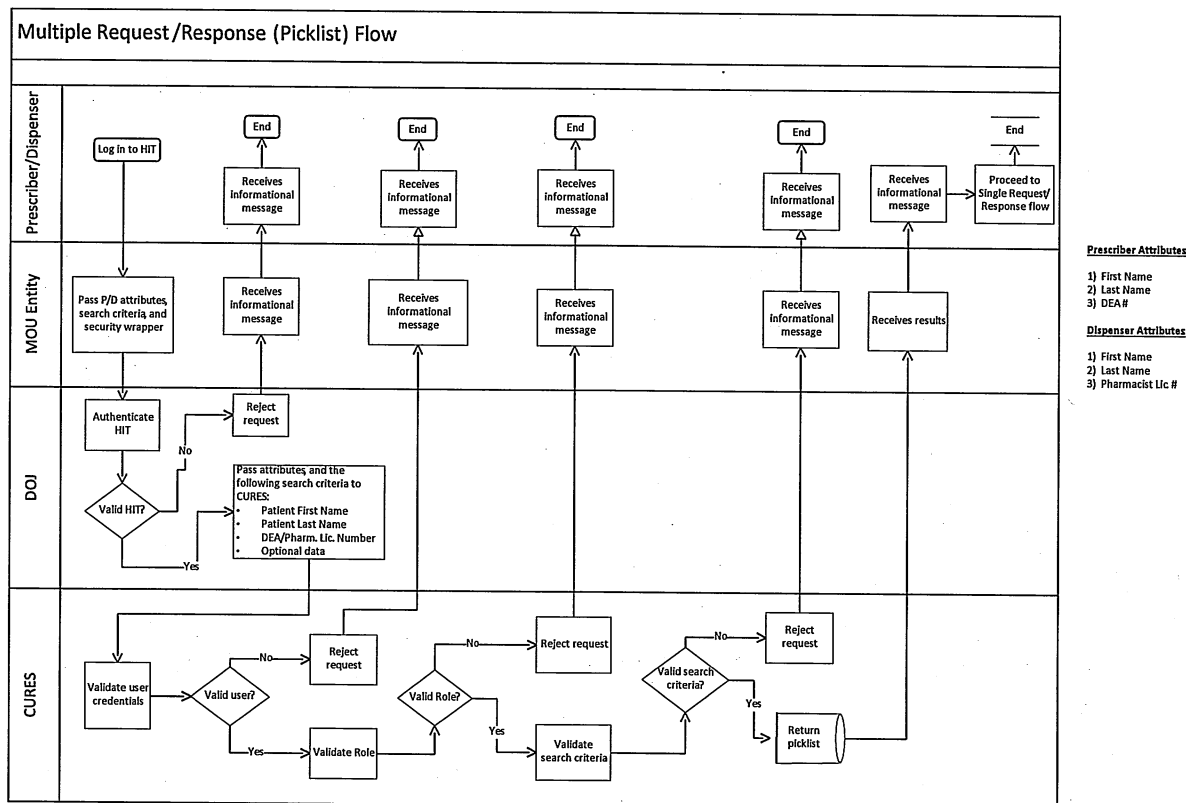 Multiple Request/Response (Picklist) Flow
Prescriber/Dispenser
Log in to HIT
End
Receives
informational
message
End
Receives
informational
message
End
Receives
informational
message
End
Receives
informational
message
Receives
informational
message
End
Proceed to
Single Request/
Response flow
MOU Entity
Pass P/D attributes,
search criteria, and
security wrapper
Receives
informational
message
Receives
informational
message
Receives
informational
message
Receives
informational
message
Receives results
DOJ
Authenticate
HIT
Valid HIT?
No
Yes
Reject
request
Pass attributes, and the
following search criteria to
CURES:
• Patient First Name
• Patient Last Name
• DEA/Pharm. Lic. Number
• Optional data
CURES
Validate user
credentials
Valid user?
No
Reject
request
Yes
Validate Role
Valid Role?
No
Reject request
Yes
Validate
search criteria
Valid search
criteria?
No
Reject
request
Yes
Return
picklist
Prescriber Attributes
1) First Name
2) Last Name
3) DEA#
Dispenser Attributes
1) First Name
2) Last Name
3) Pharmacist Lic #